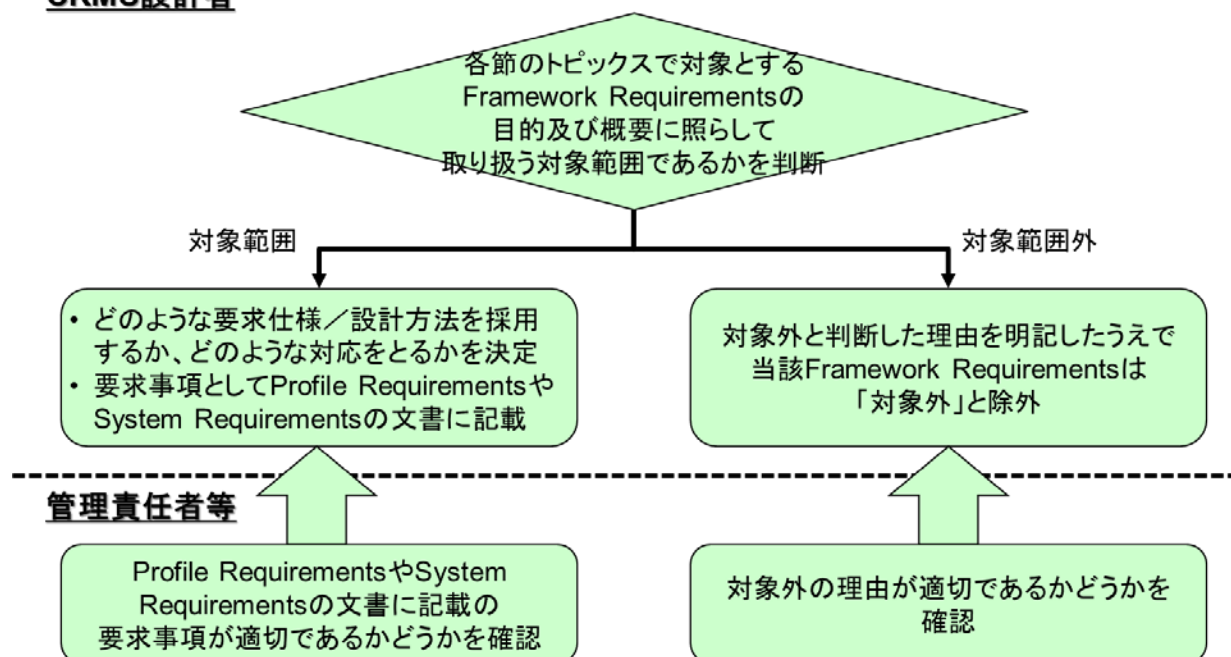 設計者
各節のトピックスで対象とする
Framework Requirementsの
目的及び概要に照らして
取り扱う対象範囲であるかを判断
対象範囲
対象範囲外
• どのような要求仕様／設計方法を採用
するか、どのような対応をとるかを決定
• 要求事項としてProfile Requirementsや
System Requirementsの文書に記載
対象外と判断した理由を明記したうえで
当該Framework Requirementsは
「対象外」と除外
管理責任者等
Profile RequirementsやSystem
Requirementsの文書に記載の
要求事項が適切であるかどうかを確認
対象外の理由が適切であるかどうかを
確認